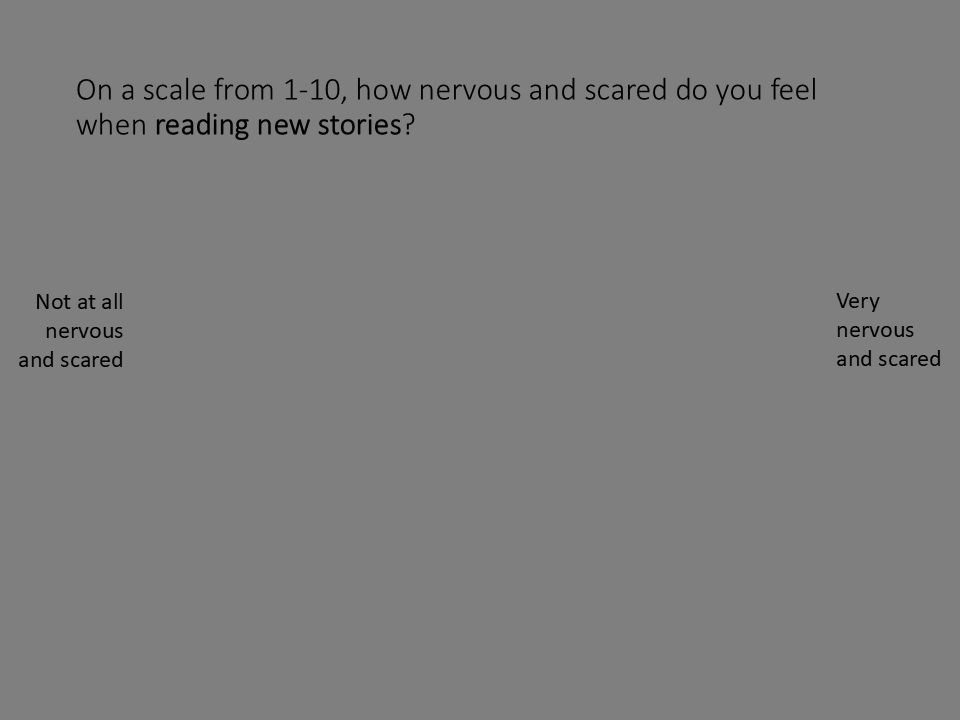 On a scale from 1-10, how nervous and scared do you feel
when reading new stories?
Not at all
nervous
and scared
Very
nervous
and scared